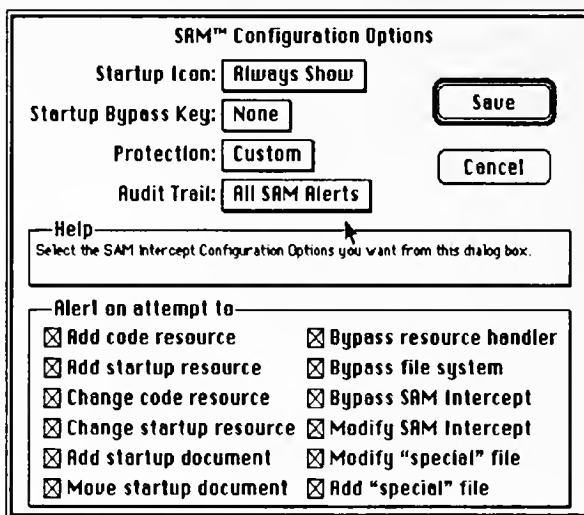 SAM™ Configuration Options
Startup Icon: Always Show
Startup Bypass Key: None
Save
Protection: Custom
Cancel
Audit Trail: All SAM Alerts
Help
Select the SAM Intercept Configuration Options you want from this dialog box.
Alert on attempt to
Add code resource
Bypass resource handler
Add startup resource
Bypass file system
Change code resource
Bypass SAM Intercept
Change startup resource
Modify SAM Intercept
Add startup document
Modify “special” file
Move startup document
Add “special” file